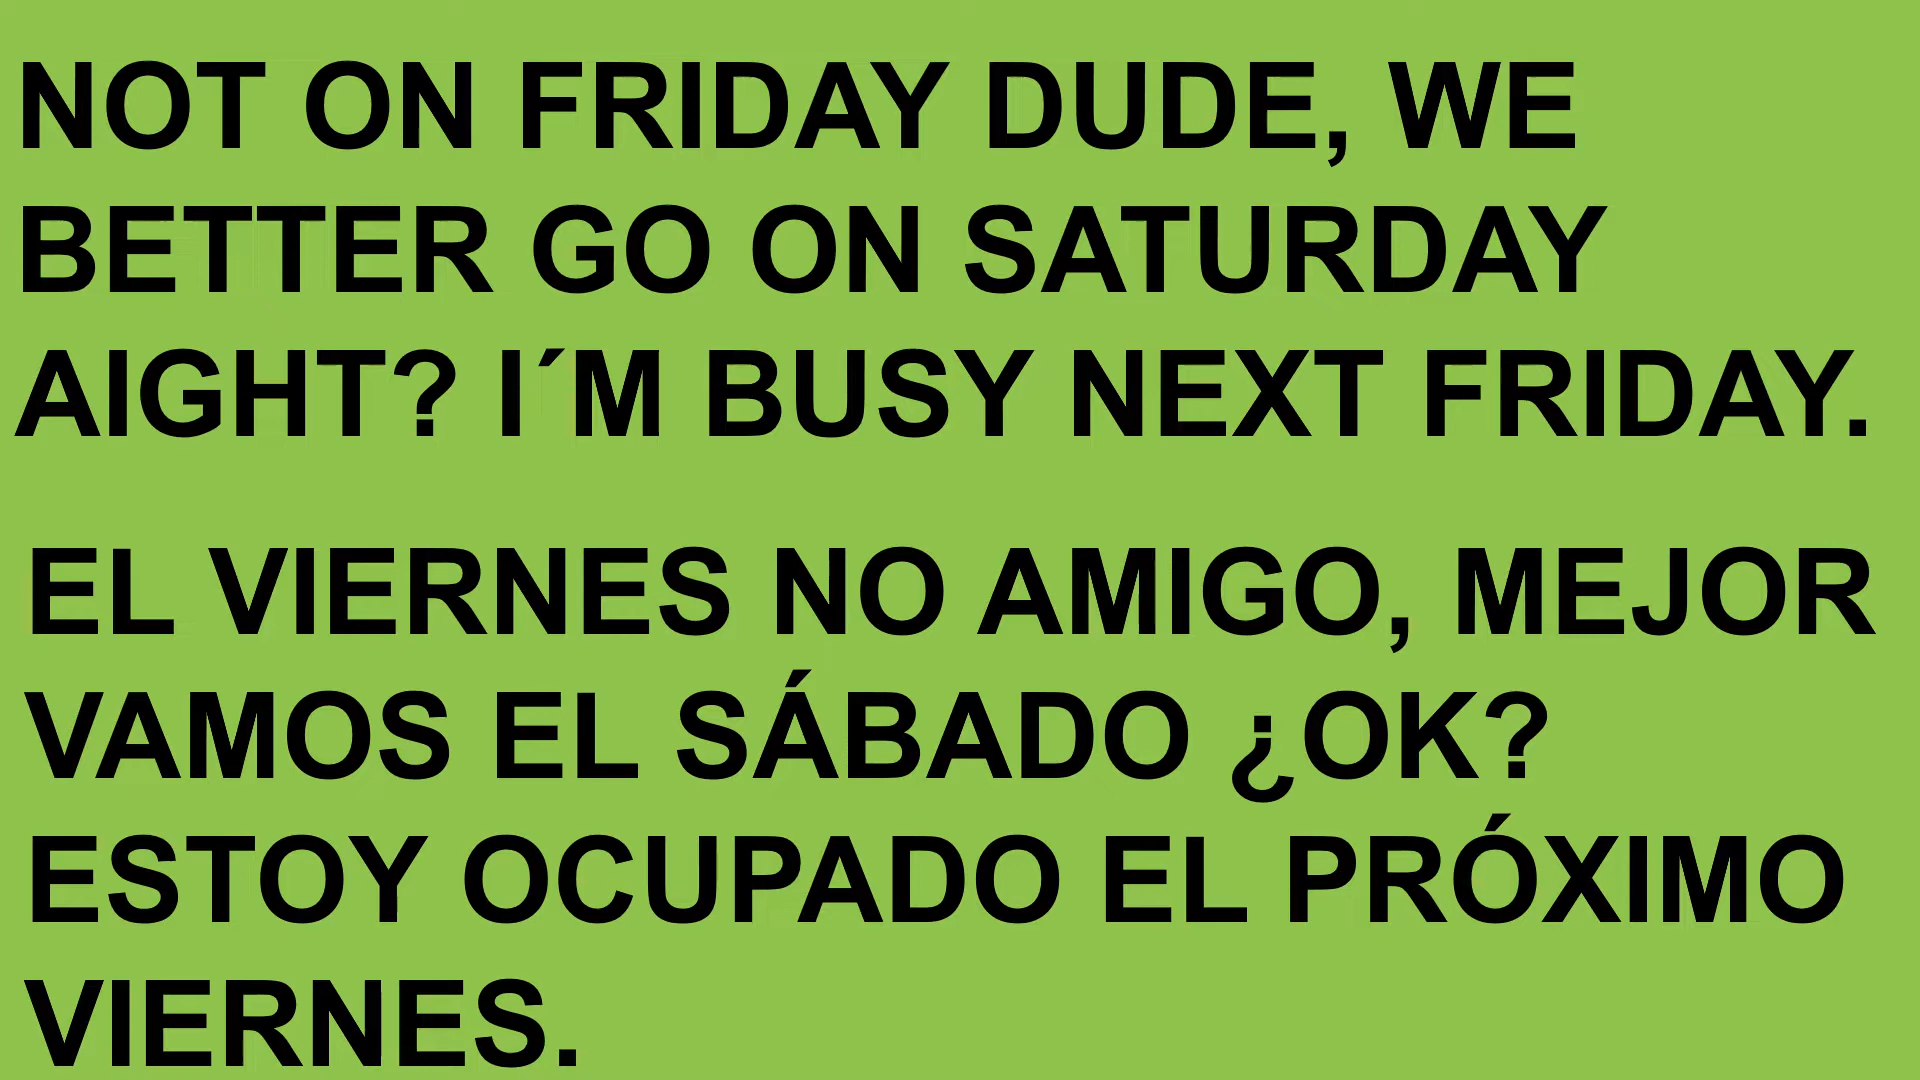 NOT ON FRIDAY DUDE, WE
BETTER GO ON SATURDAY
AIGHT? I´M BUSY NEXT FRIDAY.
EL VIERNES NO AMIGO, MEJOR
VAMOS EL SÁBADO ¿OK?
ESTOY OCUPADO EL PRÓXIMO
VIERNES.